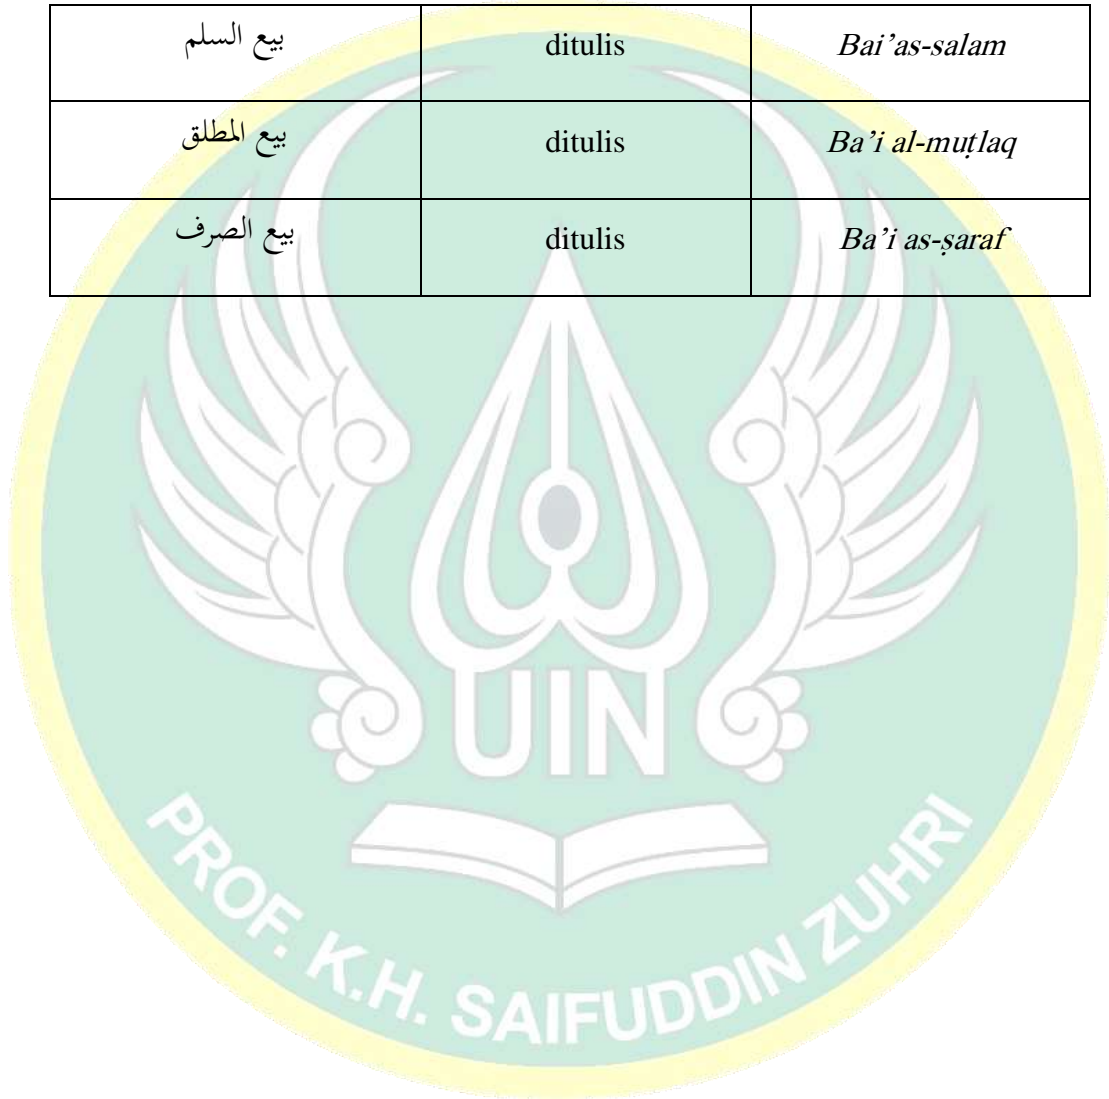 بيع السلم ditulis Bai’as-salam
بيع المطلق ditulis Ba’i al-muṭlaq
بيع الصرف ditulis Ba’i as-ṣaraf
UIN
PROF. K.H. SAIFUDDIN ZUHRI